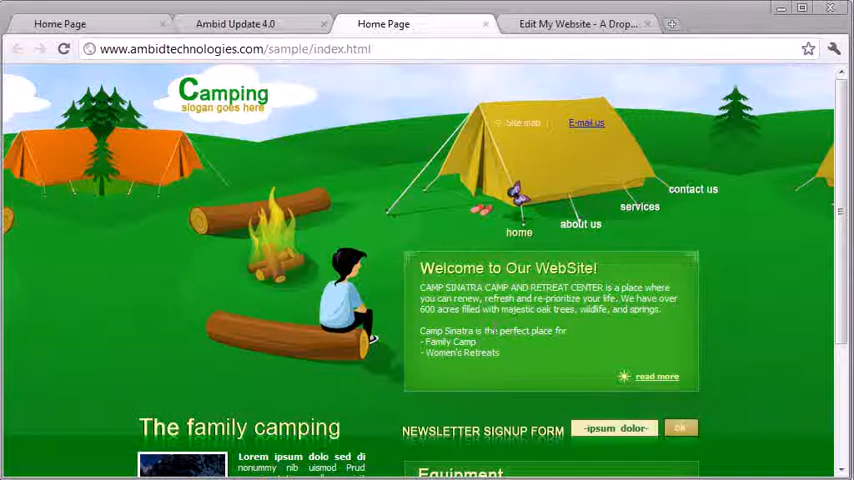 Home Page
Ambid Update 4.0
Home Page
Edit My Website - A Drop...
www.ambidtechnologies.com/sample/index.html
Camping
slogan goes here
Site map
E-mail us
contact us
services
about us
home
Welcome to Our WebSite!
CAMP SINATRA CAMP AND RETREAT CENTER is a place where
you can renew, refresh and re-prioritize your life. We have over
600 acres filled with majestic oak trees, wildlife, and springs.
Camp Sinatra is the perfect place for
- Family Camp
- Women's Retreats
read more
The family camping
NEWSLETTER SIGNUP FORM
-ipsum dolor-
ok
Lorem ipsum dolo sed di
nonummy nib uismod Prud
Equipment